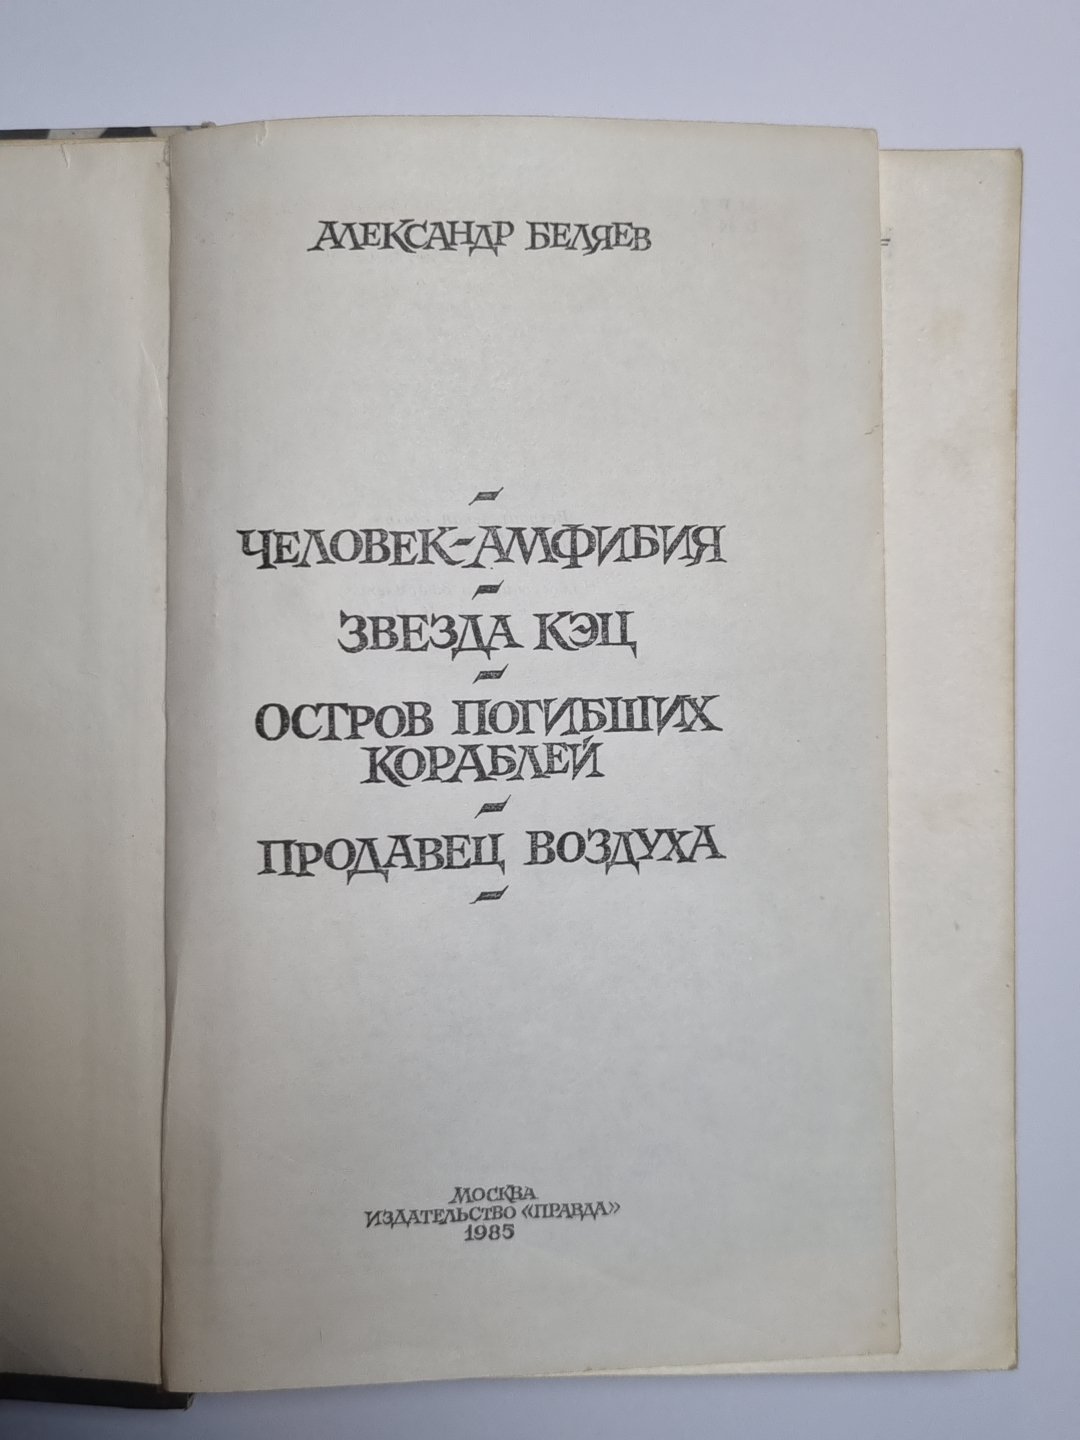 АЛЕКСАНДР БЕЛЯЕВ
ЧЕЛОВЕК-АМФИБИЯ
ЗВЕЗДА КЭЦ
ОСТРОВ ПОГИБШИХ
КОРАБЛЕЙ
ПРОДАВЕЦ ВОЗДУХА
МОСКВА
ИЗДАТЕЛЬСТВО «ПРАВДА»
1985